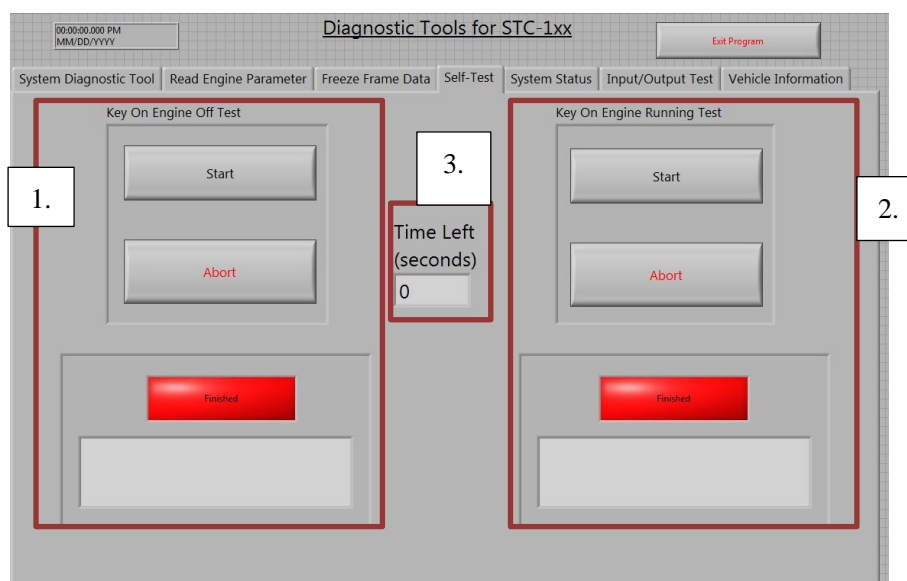 00:00:00.000 PM
MM/DD/YYYY
Diagnostic Tools for STC-1xx
Exit Program
System Diagnostic Tool
Read Engine Parameter
Freeze Frame Data
Self-Test
System Status
Input/Output Test
Vehicle Information
1.
Key On Engine Off Test
Start
Abort
Finished
3.
Time Left
(seconds)
0
2.
Key On Engine Running Test
Start
Abort
Finished